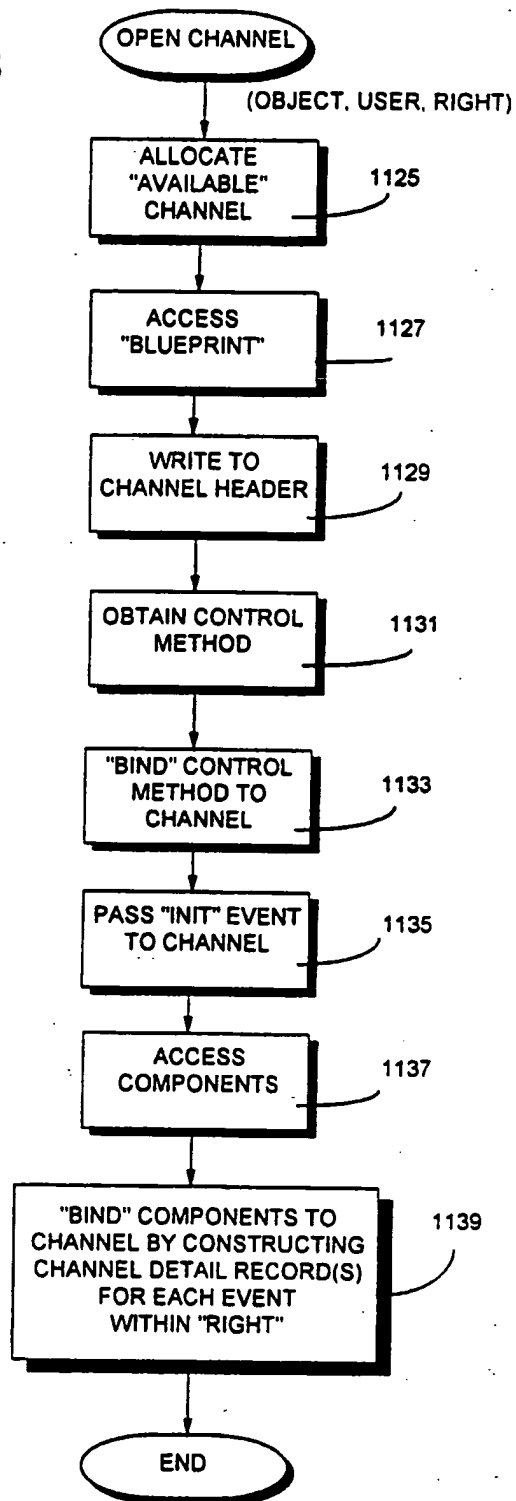 OPEN CHANNEL
(OBJECT, USER, RIGHT)
ALLOCATE
"AVAILABLE"
CHANNEL
1125
ACCESS
"BLUEPRINT"
1127
WRITE TO
CHANNEL HEADER
1129
OBTAIN CONTROL
METHOD
1131
"BIND" CONTROL
METHOD TO
CHANNEL
1133
PASS "INIT" EVENT
TO CHANNEL
1135
ACCESS
COMPONENTS
1137
"BIND" COMPONENTS TO
CHANNEL BY CONSTRUCTING
CHANNEL DETAIL RECORD(S)
FOR EACH EVENT
WITHIN "RIGHT"
1139
END